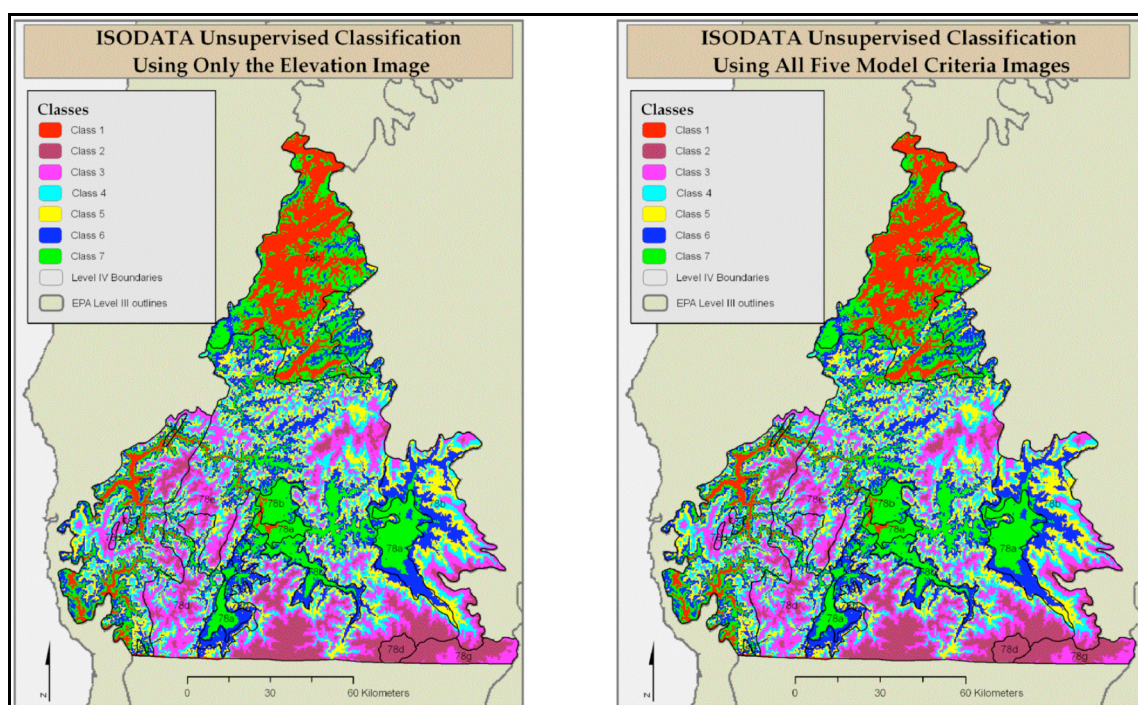 ISODATA Unsupervised Classification
Using Only the Elevation Image
Classes
Class 1
Class 2
Class 3
Class 4
Class 5
Class 6
Class 7
Level IV Boundaries
EPA Level III outlines
78c
78e
78b
78a
78a
78d
78a
78d
78g
N
0 30 60 Kilometers
ISODATA Unsupervised Classification
Using All Five Model Criteria Images
Classes
Class 1
Class 2
Class 3
Class 4
Class 5
Class 6
Class 7
Level IV Boundaries
EPA Level III outlines
78c
78e
78b
78a
78a
78d
78a
78d
78g
N
0 30 60 Kilometers